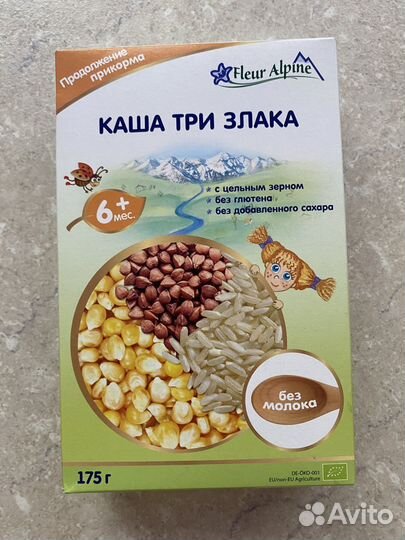 Продолжение
прикорма
Fleur Alpine
КАША ТРИ ЗЛАКА
6+
мес.
с цельным зерном
без глютена
без добавленного сахара
без
молока
175 г
DE-ÖKO-001
EU/non-EU Agriculture
Avito